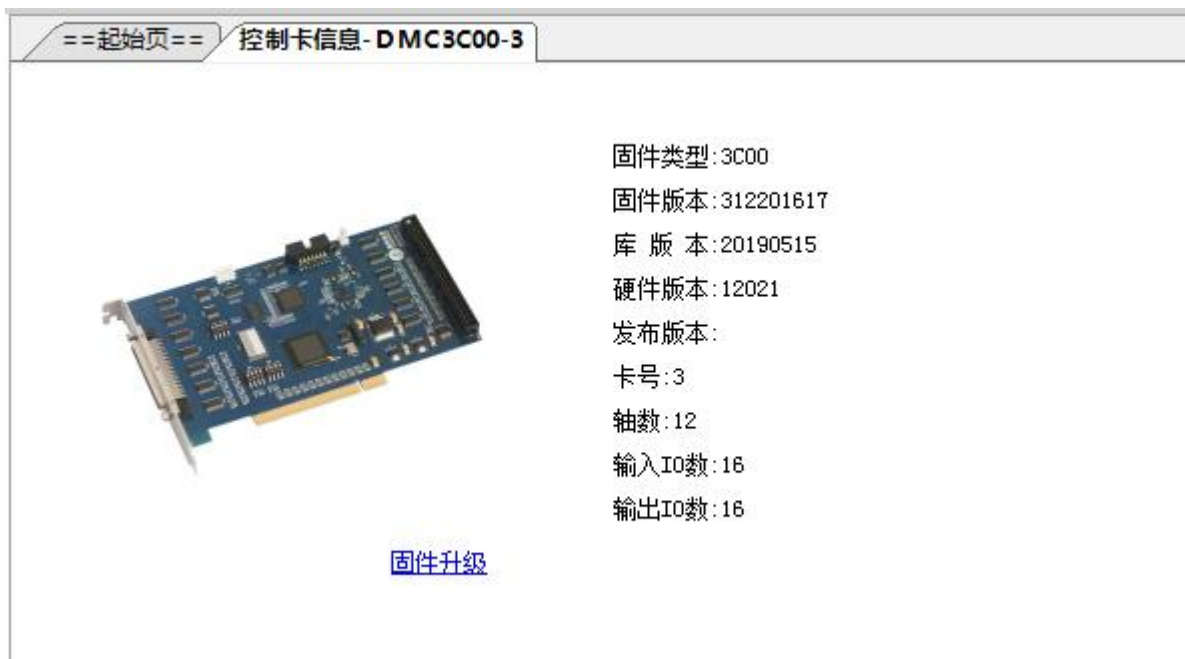 ==起始页==
控制卡信息-DMC3C00-3
固件类型:3C00
固件版本:312201617
库 版 本:20190515
硬件版本:12021
发布版本:
卡号:3
轴数:12
输入IO数:16
输出IO数:16
固件升级